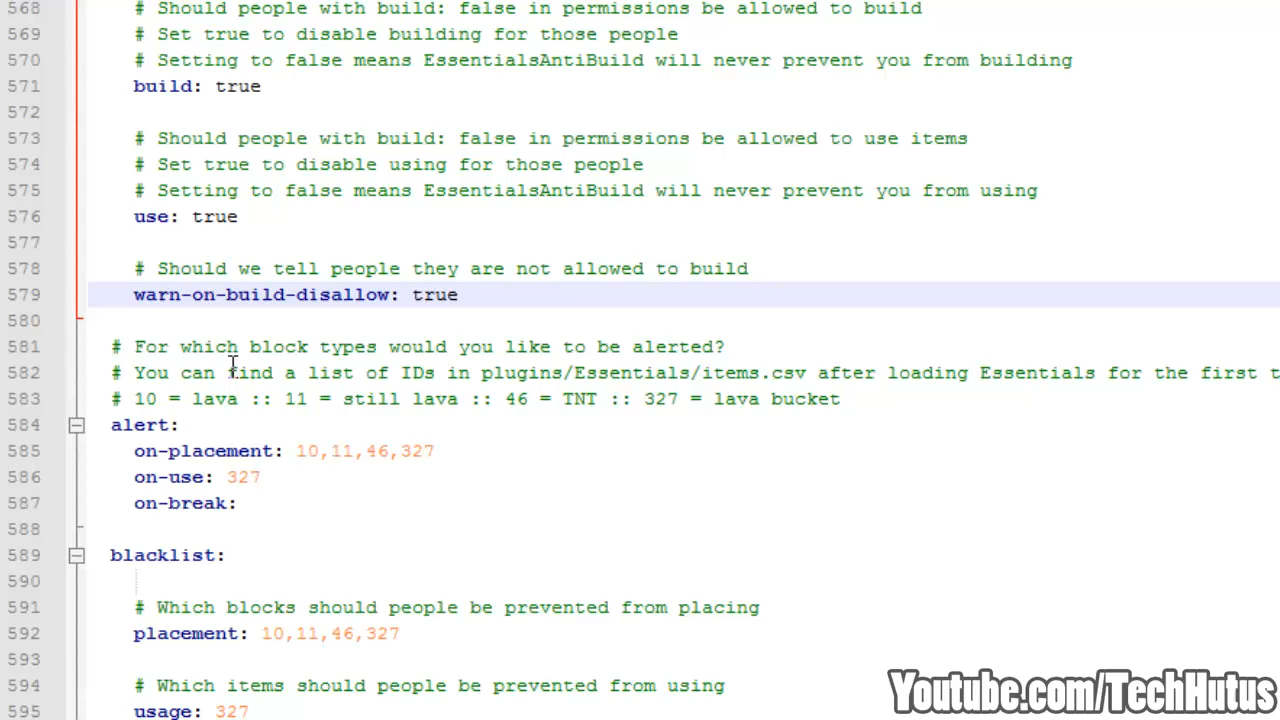 568 # Should people with build: false in permissions be allowed to build
569 # Set true to disable building for those people
570 # Setting to false means EssentialsAntiBuild will never prevent you from building
571 build: true
572
573 # Should people with build: false in permissions be allowed to use items
574 # Set true to disable using for those people
575 # Setting to false means EssentialsAntiBuild will never prevent you from using
576 use: true
577
578 # Should we tell people they are not allowed to build
579 warn-on-build-disallow: true
580
581 # For which block types would you like to be alerted?
582 # You can find a list of IDs in plugins/Essentials/items.csv after loading Essentials for the first t
583 # 10 = lava :: 11 = still lava :: 46 = TNT :: 327 = lava bucket
584 alert:
585 on-placement: 10,11,46,327
586 on-use: 327
587 on-break:
588
589 blacklist:
590
591 # Which blocks should people be prevented from placing
592 placement: 10,11,46,327
593
594 # Which items should people be prevented from using
595 usage: 327
Youtube.com/TechHutus